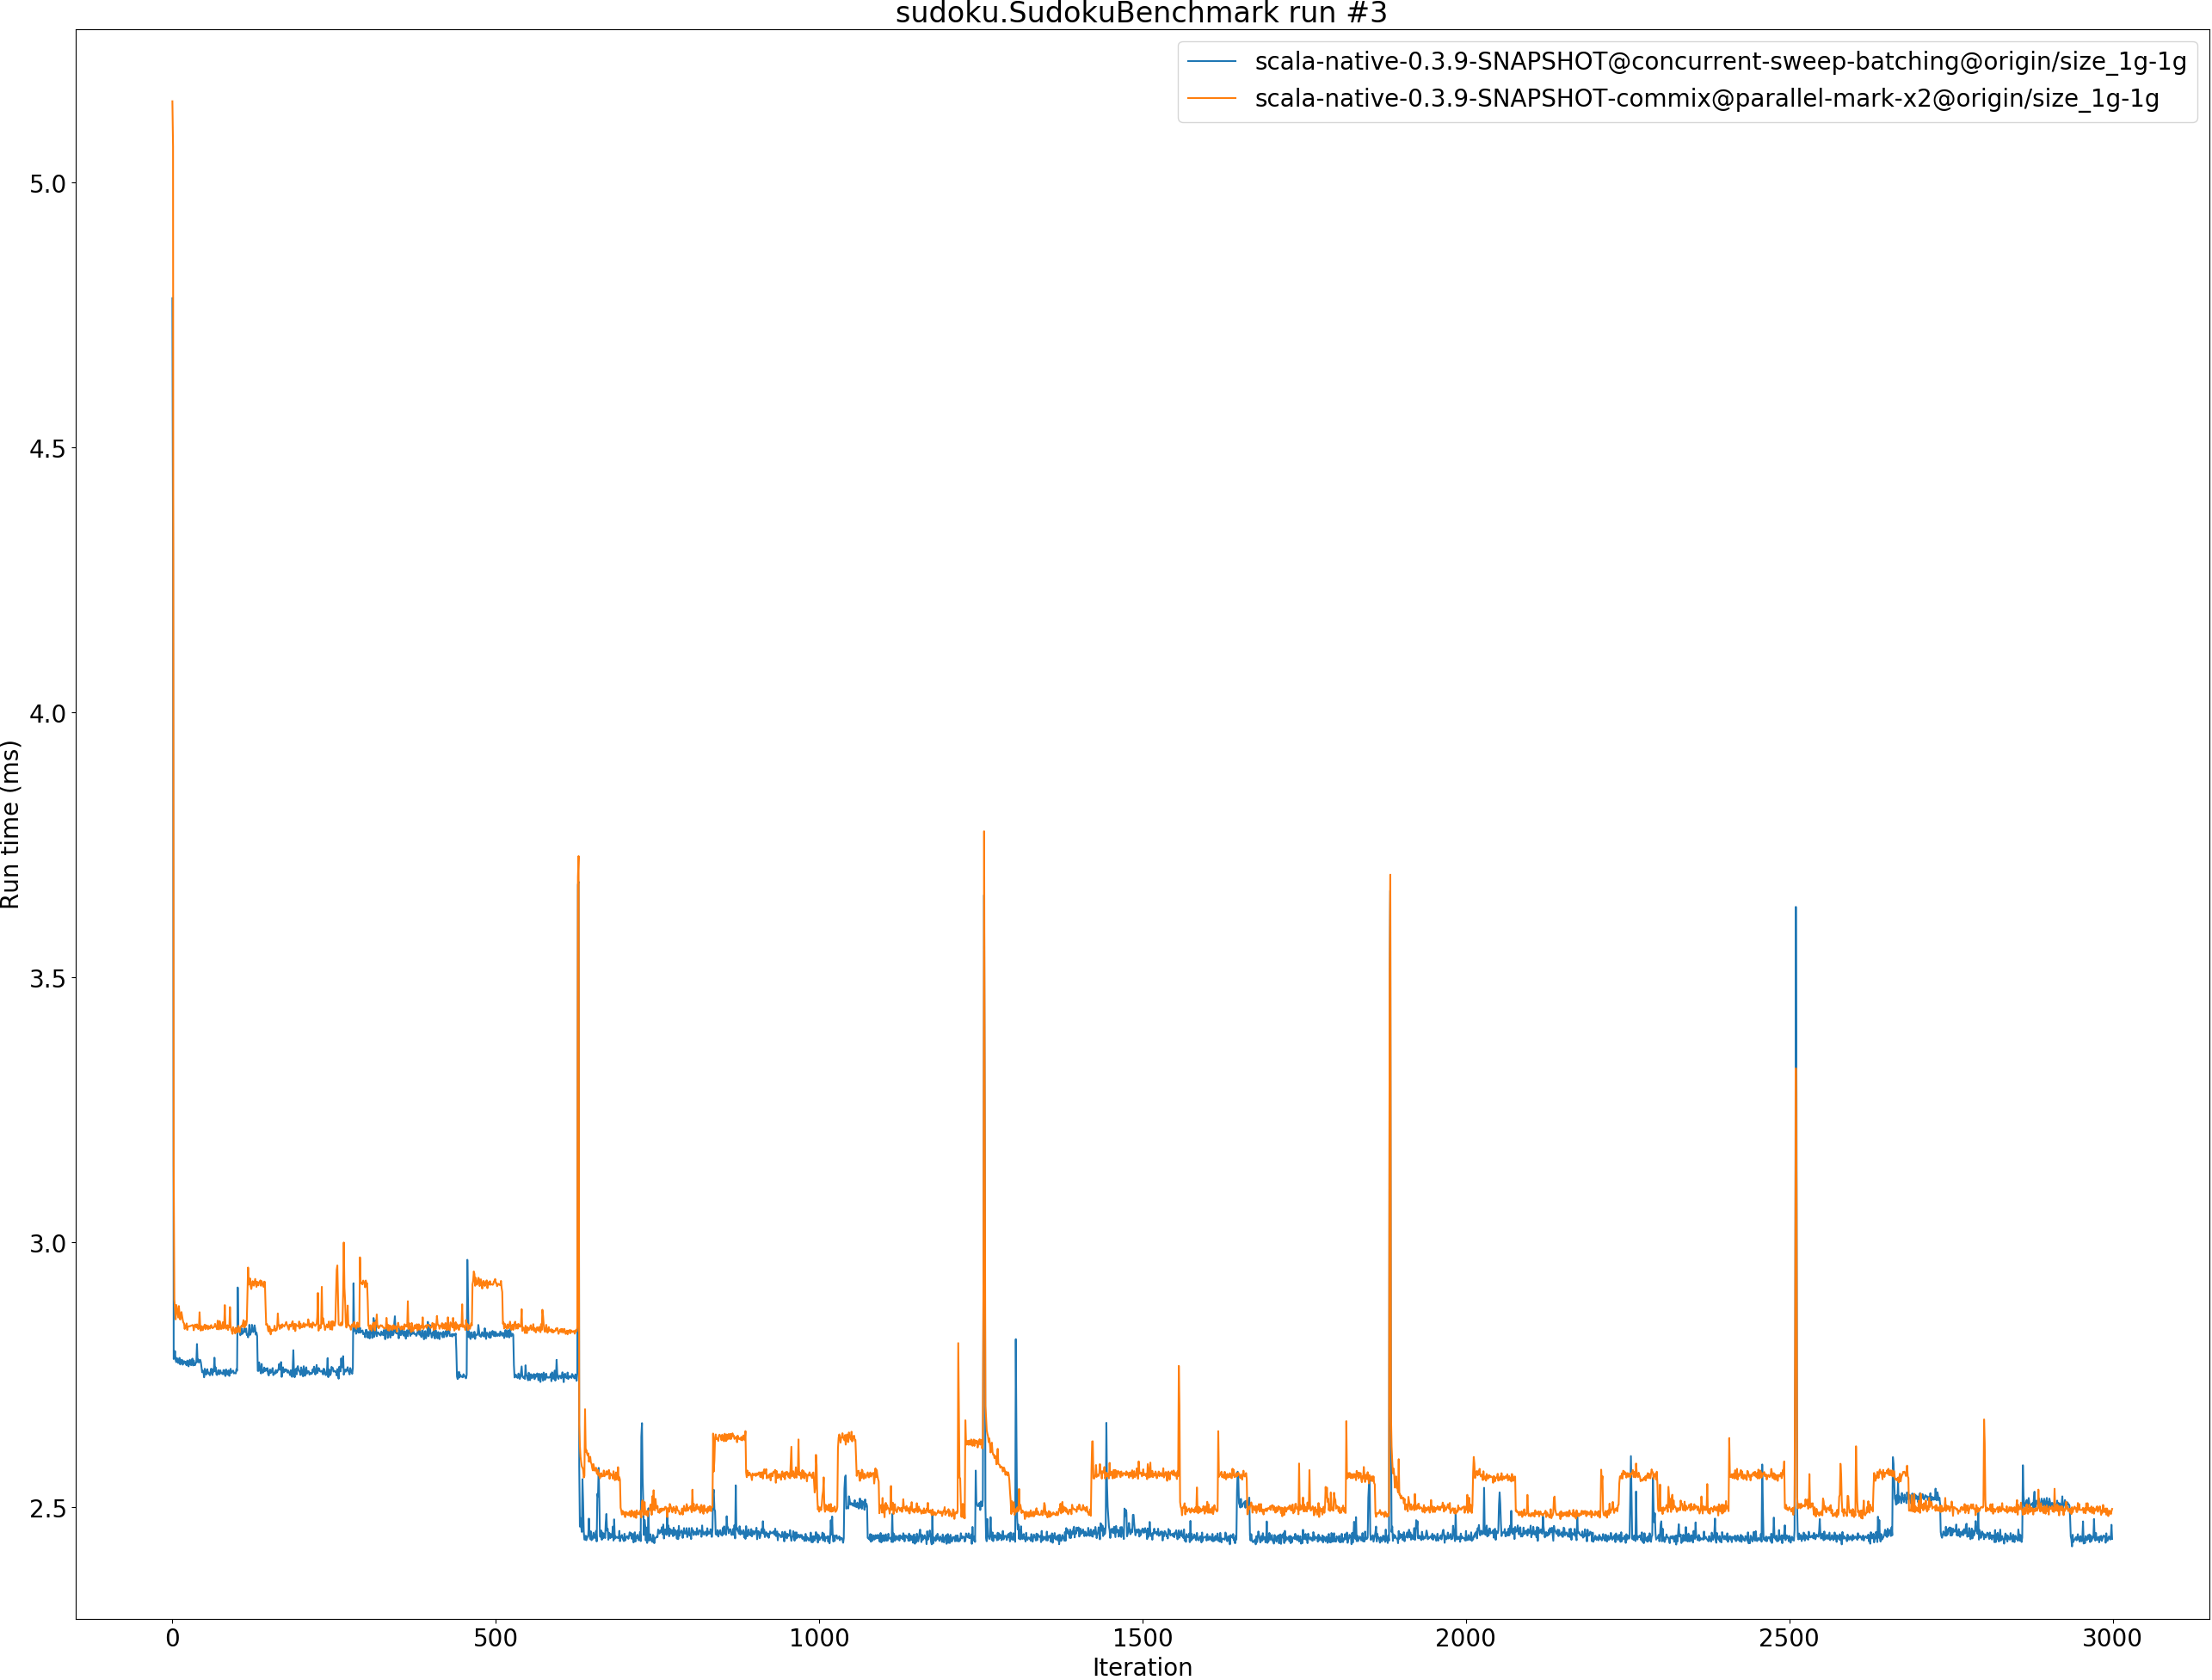 sudoku.SudokuBenchmark run #3
scala-native-0.3.9-SNAPSHOT@concurrent-sweep-batching@origin/size_1g-1g
scala-native-0.3.9-SNAPSHOT-commix@parallel-mark-x2@origin/size_1g-1g
5.0
4.5
4.0
3.5
3.0
2.5
Run time (ms)
0 500 1000 1500 2000 2500 3000
Iteration